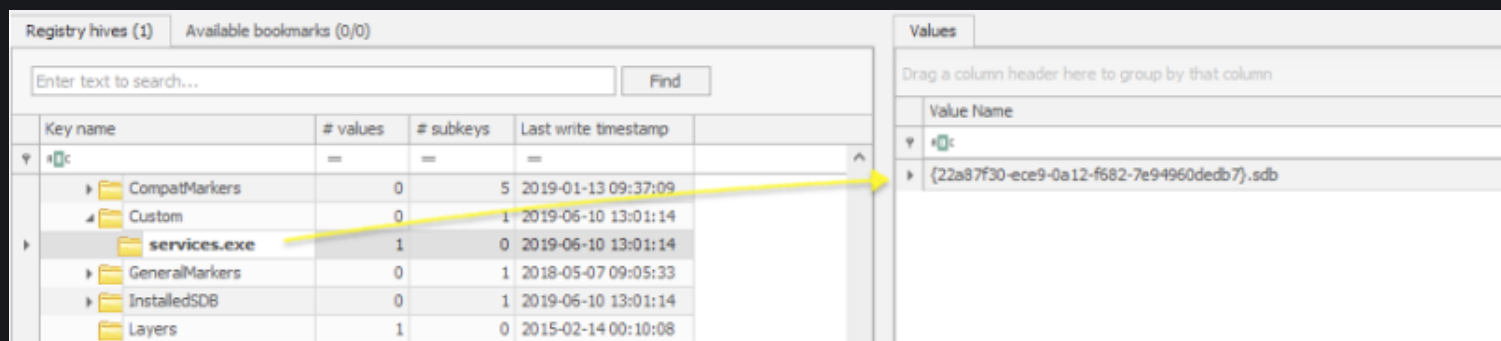 Registry hives (1) Available bookmarks (0/0)
Enter text to search... Find
Key name # values # subkeys Last write timestamp
= = =
CompatMarkers 0 5 2019-01-13 09:37:09
Custom 0 1 2019-06-10 13:01:14
services.exe 1 0 2019-06-10 13:01:14
GeneralMarkers 0 1 2018-05-07 09:05:33
InstalledSDB 0 1 2019-06-10 13:01:14
Layers 1 0 2015-02-14 00:10:08
Values
Drag a column header here to group by that column
Value Name
{22a87f30-ece9-0a12-f682-7e94960dedb7}.sdb